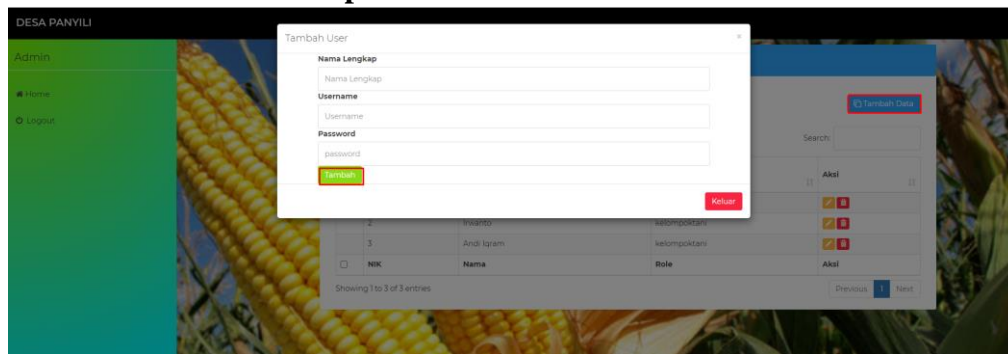 DESA PANYILI
Tambah User ×
Admin
Nama Lengkap
Nama Lengkap
Home
Username
Tambah Data
Username
Logout
Password
Search:
password
Tambah
Aksi
Keluar
2 Irwanto kelompoktani
3 Andi Iqram kelompoktani
NIK Nama Role Aksi
Showing 1 to 3 of 3 entries
Previous 1 Next